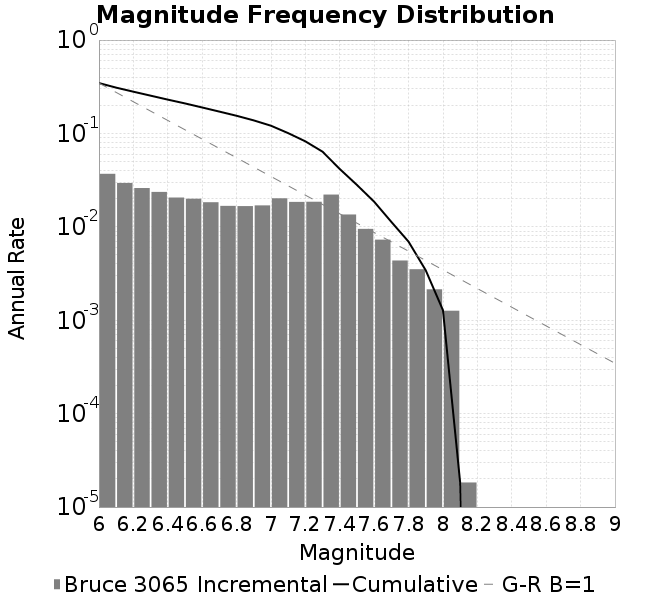 Magnitude Frequency Distribution
10^0
10^-1
10^-2
10^-3
10^-4
10^-5
Annual Rate
6 6.2 6.4 6.6 6.8 7 7.2 7.4 7.6 7.8 8 8.2 8.4 8.6 8.8 9
Magnitude
Bruce 3065 Incremental Cumulative G-R B=1